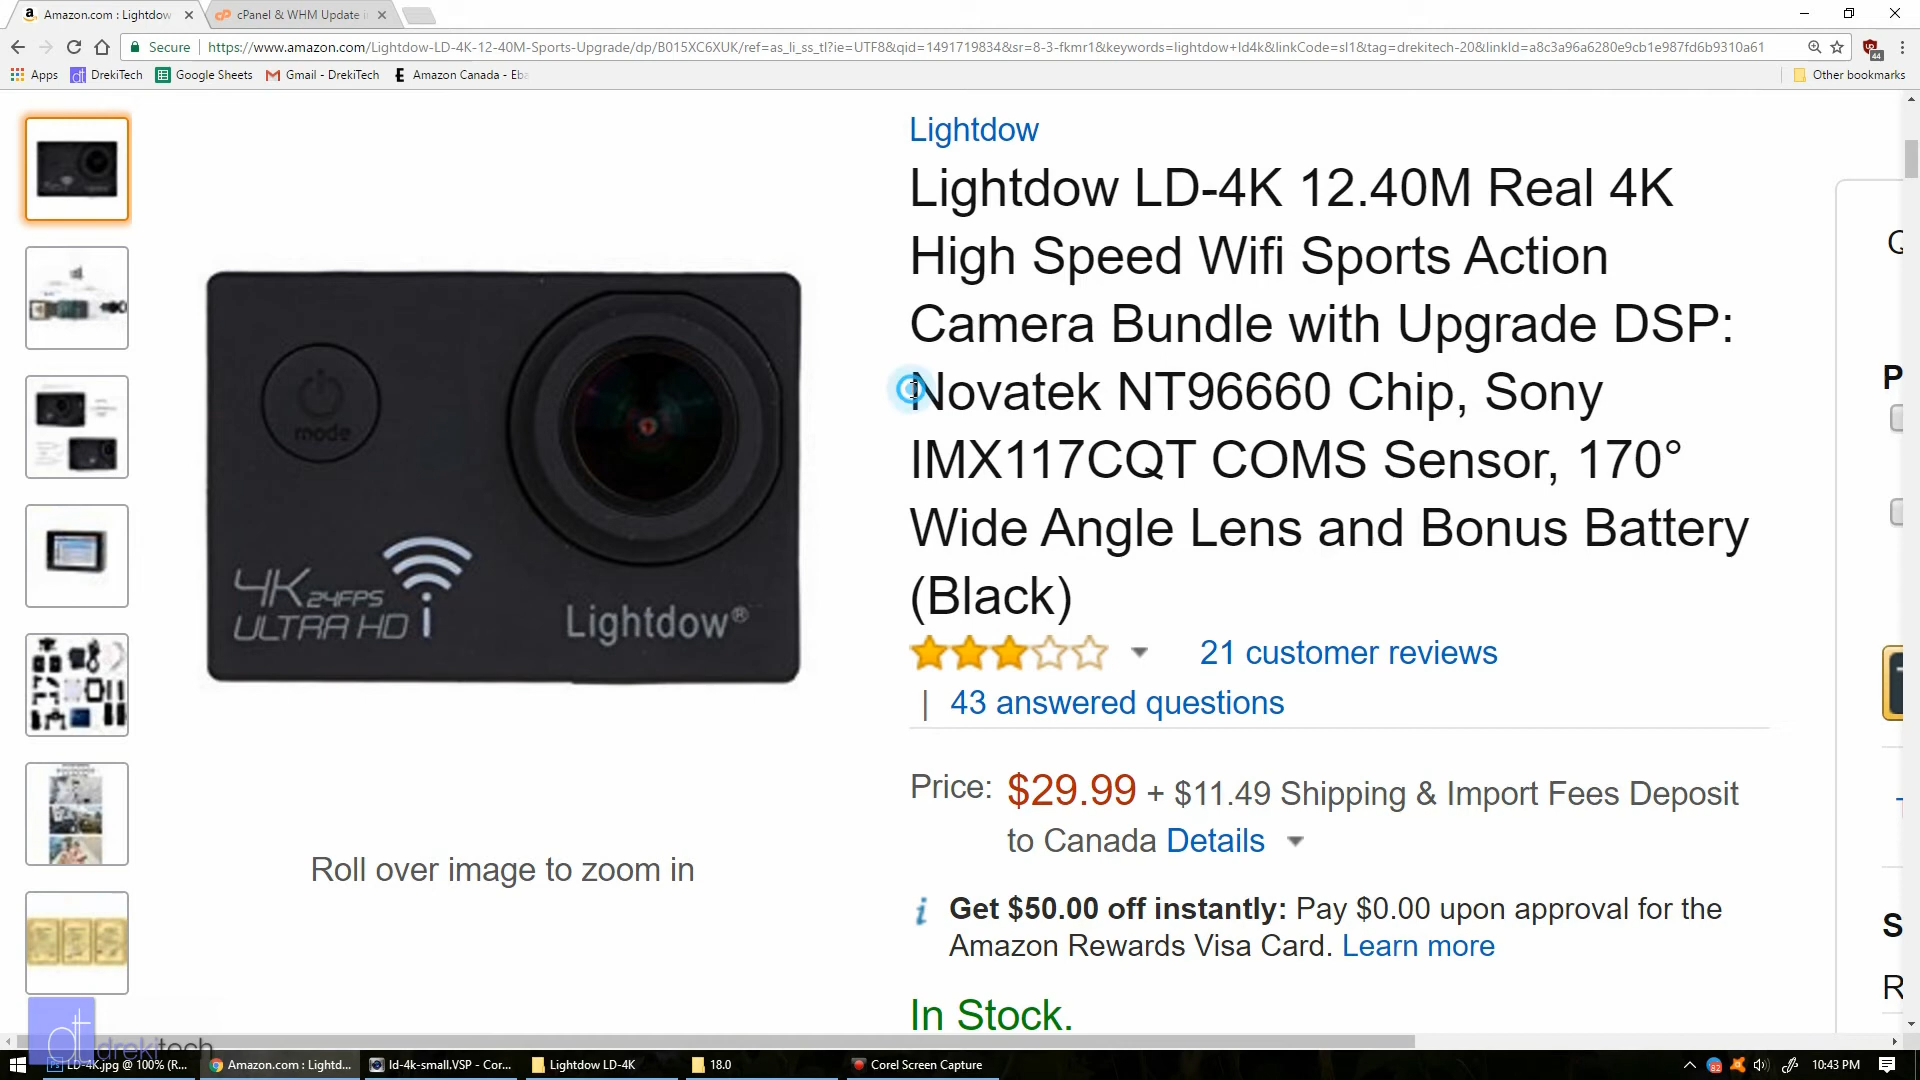 Amazon.com : Lightdow
cPanel & WHM Update i
Secure
https://www.amazon.com/Lightdow-LD-4K-12-40M-Sports-Upgrade/dp/B015XC6XUK/ref=as_li_ss_tl?ie=UTF8&qid=1491719834&sr=8-3-fkmr1&keywords=lightdow+ld4k&linkCode=sl1&tag=drekitech-20&linkId=a8c3a96a6280e9cb1e987fd6b9310a61
Apps
DrekiTech
Google Sheets
Gmail - DrekiTech
Amazon Canada - Eb
Other bookmarks
Lightdow
Lightdow LD-4K 12.40M Real 4K
High Speed Wifi Sports Action
Camera Bundle with Upgrade DSP:
Novatek NT96660 Chip, Sony
IMX117CQT COMS Sensor, 170°
Wide Angle Lens and Bonus Battery
(Black)
mode
4K 24FPS
ULTRA HD
Lightdow®
21 customer reviews
| 43 answered questions
Price: $29.99 + $11.49 Shipping & Import Fees Deposit
to Canada Details
Roll over image to zoom in
Get $50.00 off instantly: Pay $0.00 upon approval for the
Amazon Rewards Visa Card. Learn more
In Stock.
P
S
R
dt drekitech
LD-4K.jpg @ 100% (R...
Amazon.com : Lightd...
ld-4k-small.VSP - Cor...
Lightdow LD-4K
18.0
Corel Screen Capture
10:43 PM